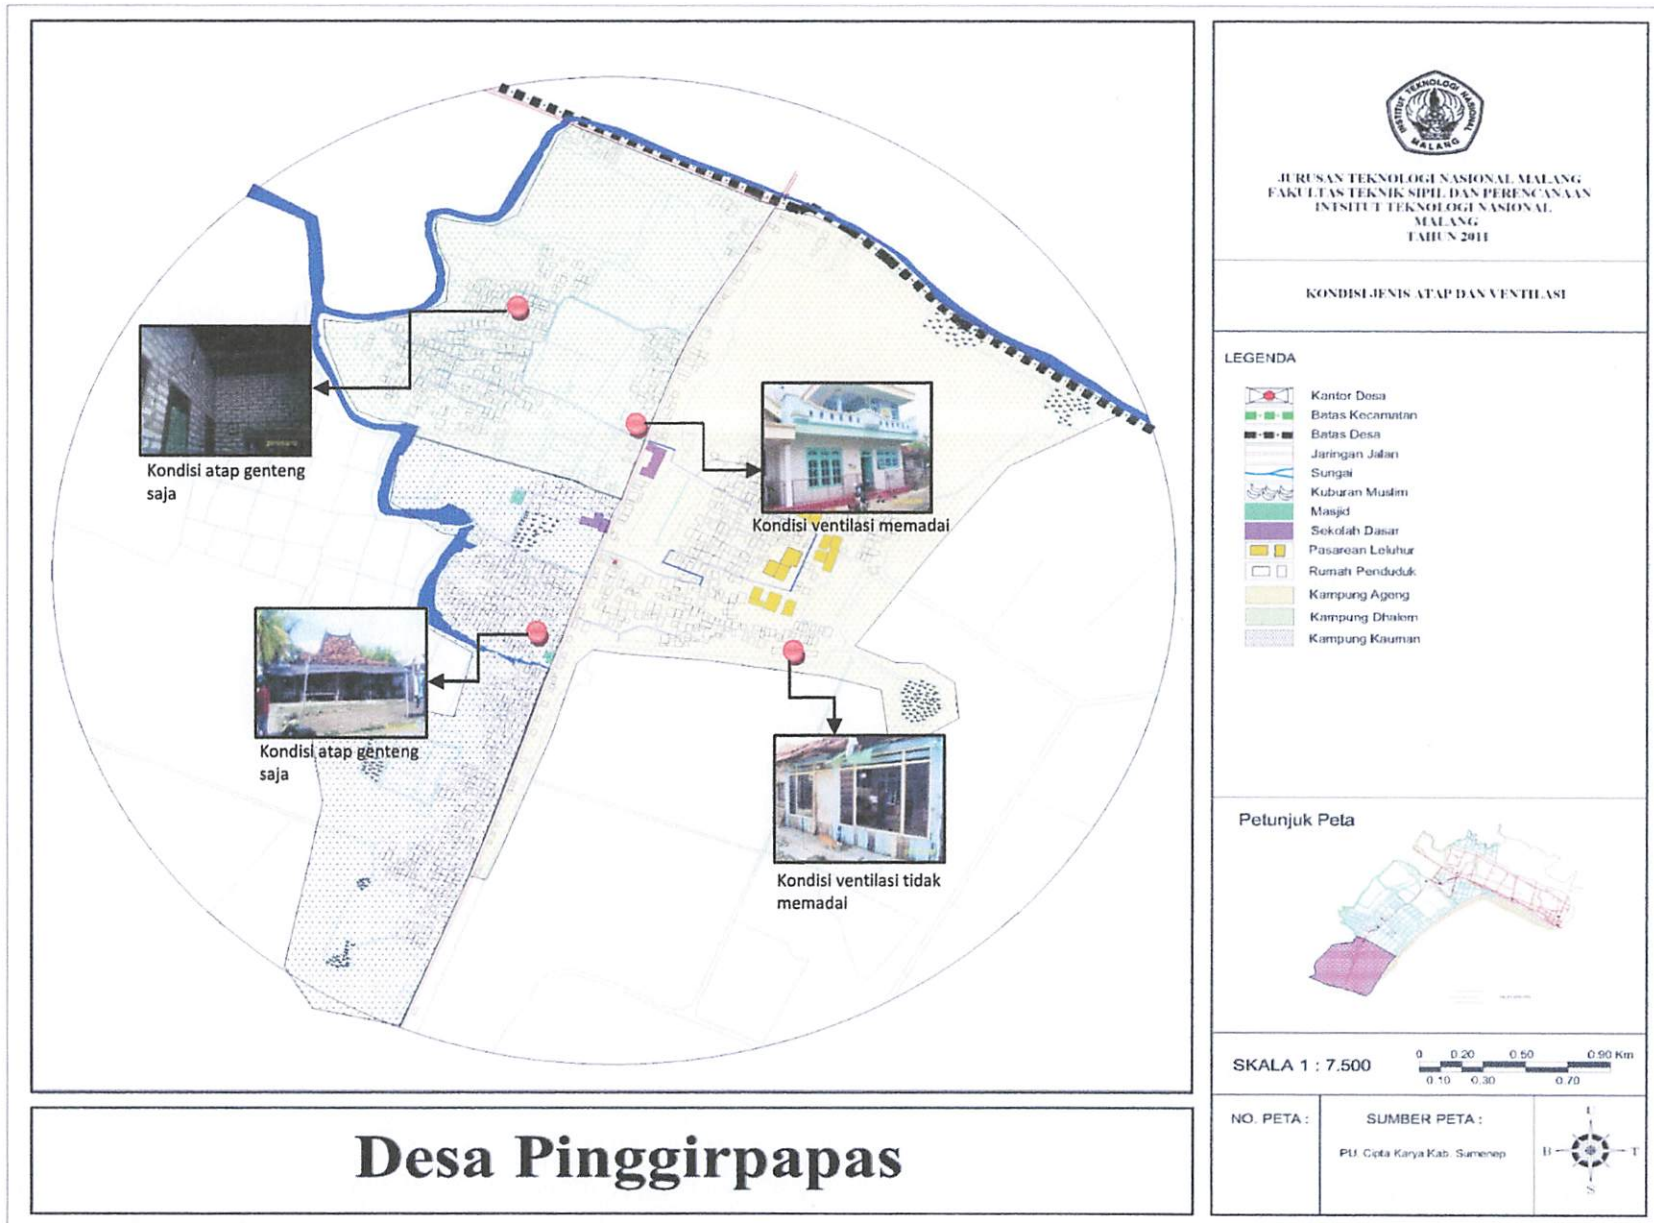 Kondisi atap genteng
saja
Kondisi ventilasi memadai
Kondisi atap genteng
saja
Kondisi ventilasi tidak
memadai
Desa Pinggirpapas
INSTITUT TEKNOLOGI NASIONAL
MALANG
JURUSAN TEKNOLOGI NASIONAL MALANG
FAKULTAS TEKNIK SIPIL DAN PERENCANAAN
INTSITUT TEKNOLOGI NASIONAL
MALANG
TAHUN 2011
KONDISI JENIS ATAP DAN VENTILASI
LEGENDA
Kantor Desa
Batas Kecamatan
Batas Desa
Jaringan Jalan
Sungai
Kuburan Muslim
Masjid
Sekolah Dasar
Pasarean Leluhur
Rumah Penduduk
Kampung Ageng
Kampung Dhalem
Kampung Kauman
Petunjuk Peta
SKALA 1 : 7.500
0 0.20 0.50 0.90 Km
0.10 0.30 0.70
NO. PETA :
SUMBER PETA :
PU. Cipta Karya Kab. Sumenep
U
B T
S